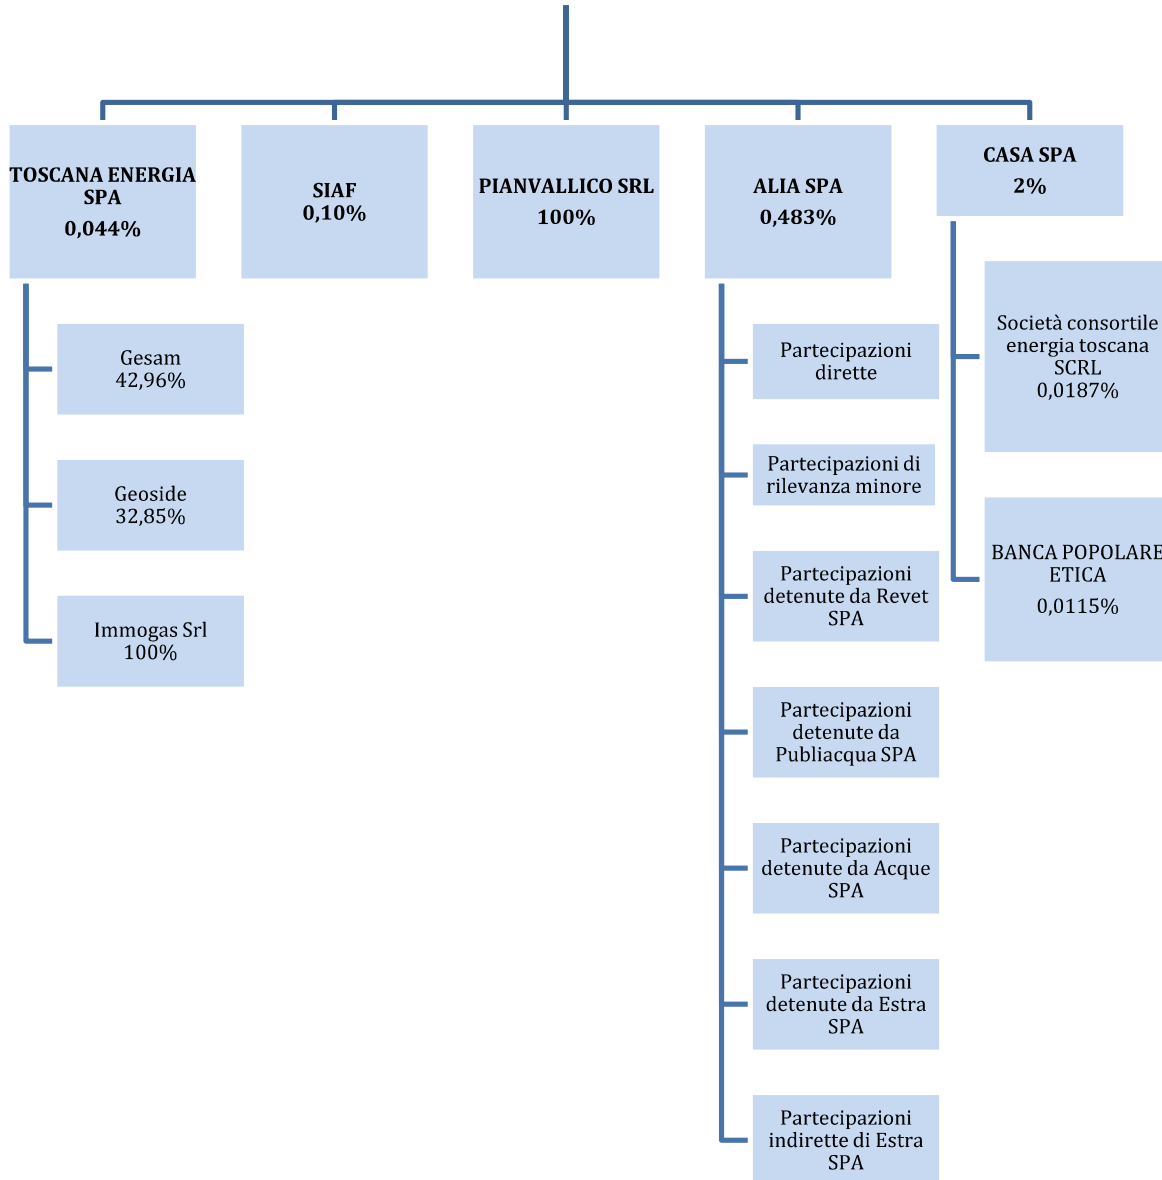 TOSCANA ENERGIA
SPA
0,044%
SIAF
0,10%
PIANVALLICO SRL
100%
ALIA SPA
0,483%
CASA SPA
2%
Gesam
42,96%
Geoside
32,85%
Immogas Srl
100%
Partecipazioni
dirette
Partecipazioni di
rilevanza minore
Partecipazioni
detenute da Revet
SPA
Partecipazioni
detenute da
Publiacqua SPA
Partecipazioni
detenute da Acque
SPA
Partecipazioni
detenute da Estra
SPA
Partecipazioni
indirette di Estra
SPA
Società consortile
energia toscana
SCRL
0,0187%
BANCA POPOLARE
ETICA
0,0115%